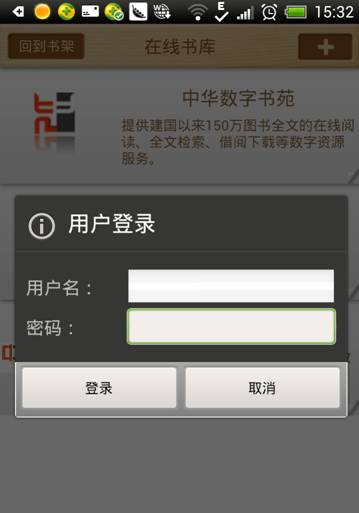 15:32
回到书架
在线书库
中华数字书苑
提供建国以来150万图书全文的在线阅
读、全文检索、借阅下载等数字资源
服务。
用户登录
用户名：
密码：
登录
取消